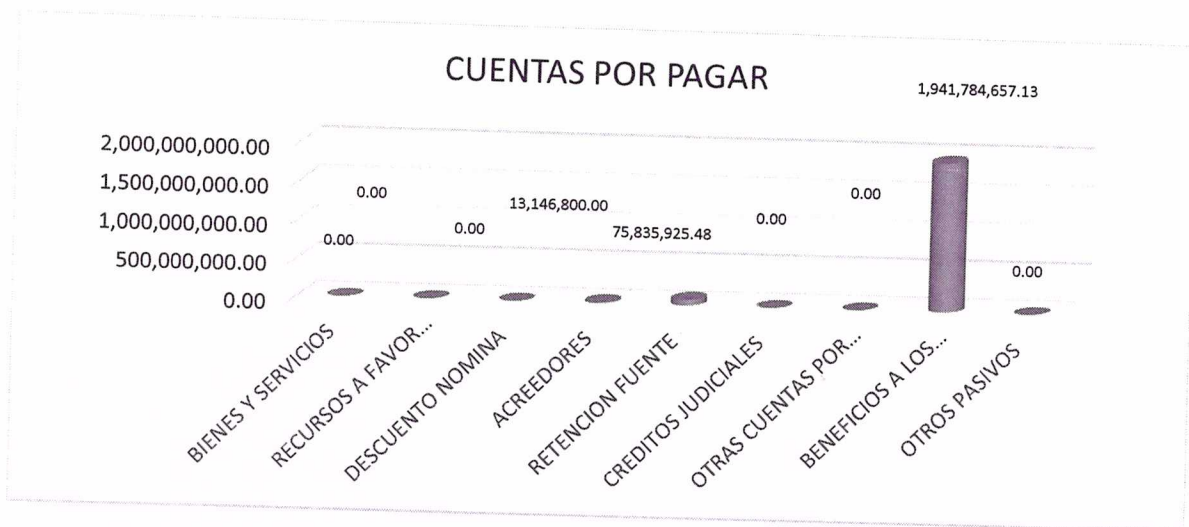 CUENTAS POR PAGAR
1,941,784,657.13
2,000,000,000.00
1,500,000,000.00
1,000,000,000.00
500,000,000.00
0.00
0.00
0.00
0.00
13,146,800.00
75,835,925.48
0.00
0.00
0.00
BIENES Y SERVICIOS
RECURSOS A FAVOR...
DESCUENTO NOMINA
ACREEDORES
RETENCION FUENTE
CREDITOS JUDICIALES
OTRAS CUENTAS POR...
BENEFICIOS A LOS...
OTROS PASIVOS